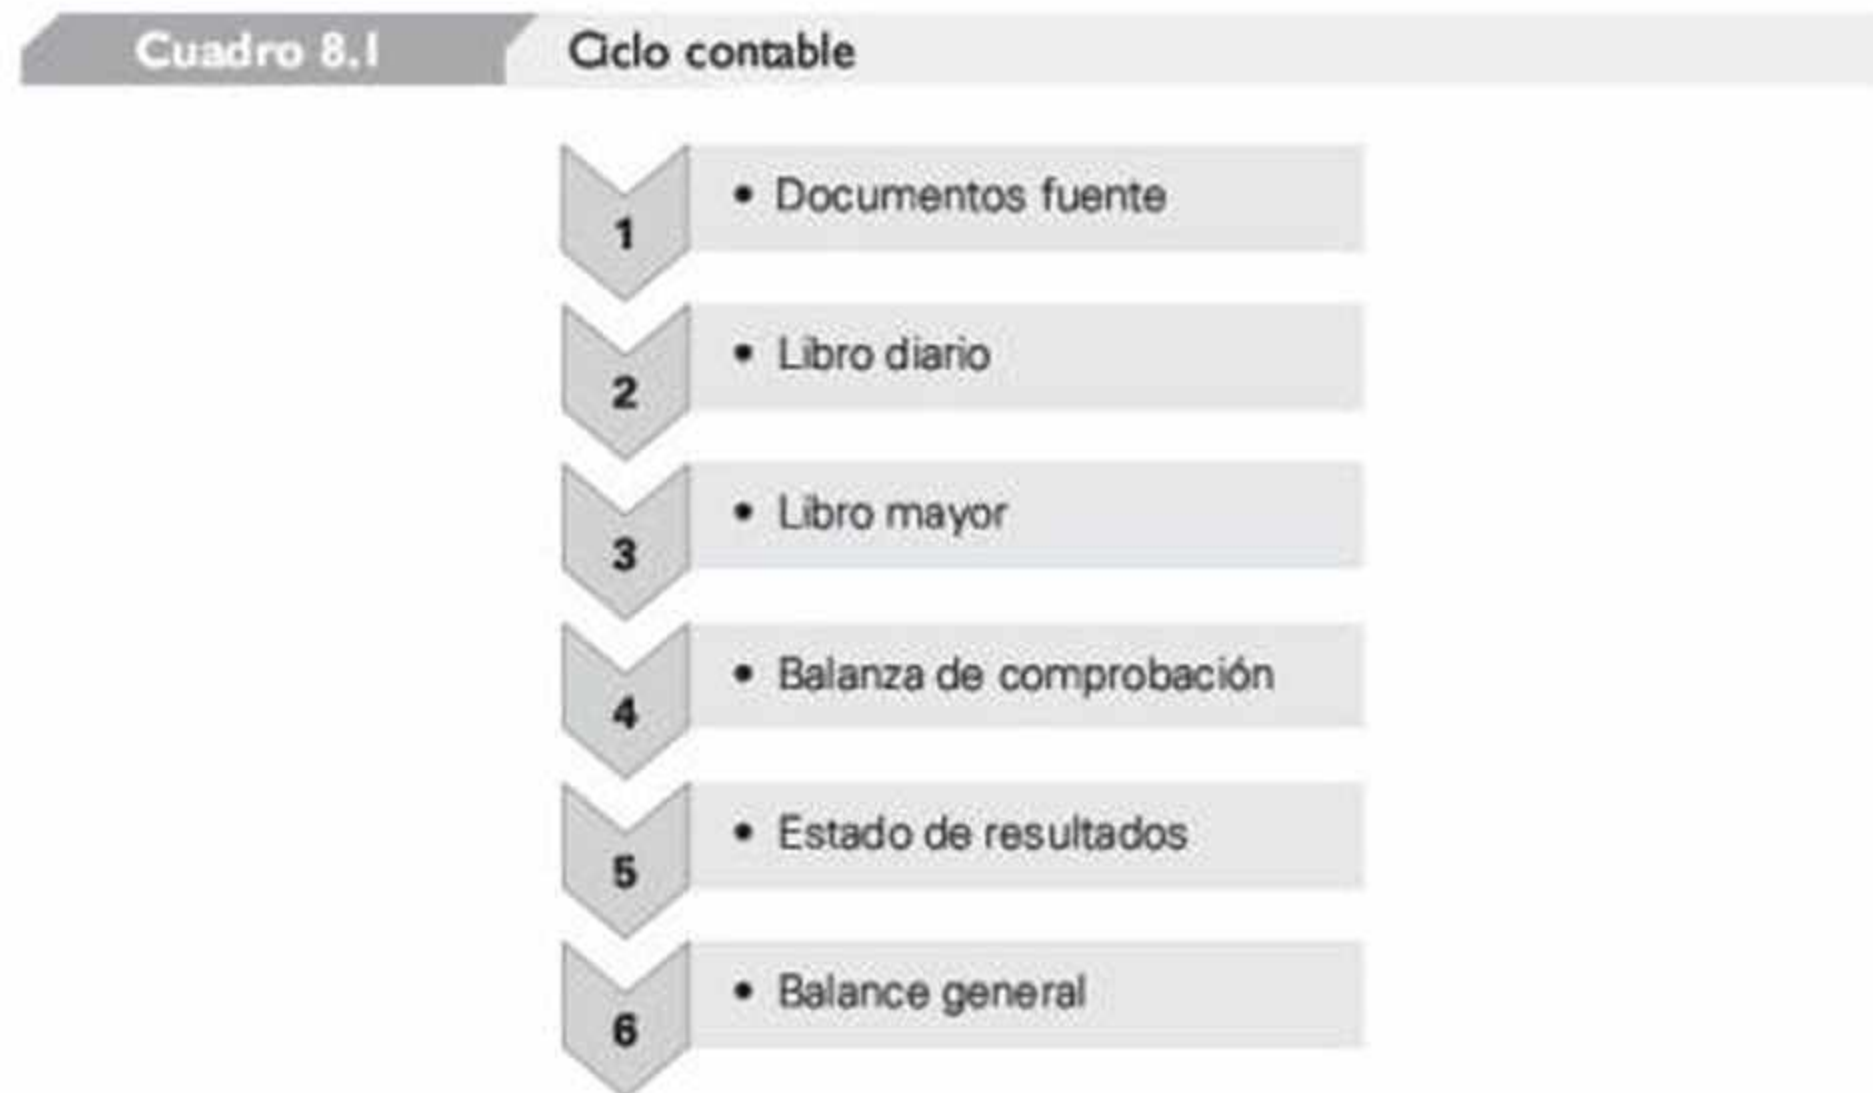 Cuadro 8.1 Ciclo contable
1 • Documentos fuente
2 • Libro diario
3 • Libro mayor
4 • Balanza de comprobación
5 • Estado de resultados
6 • Balance general